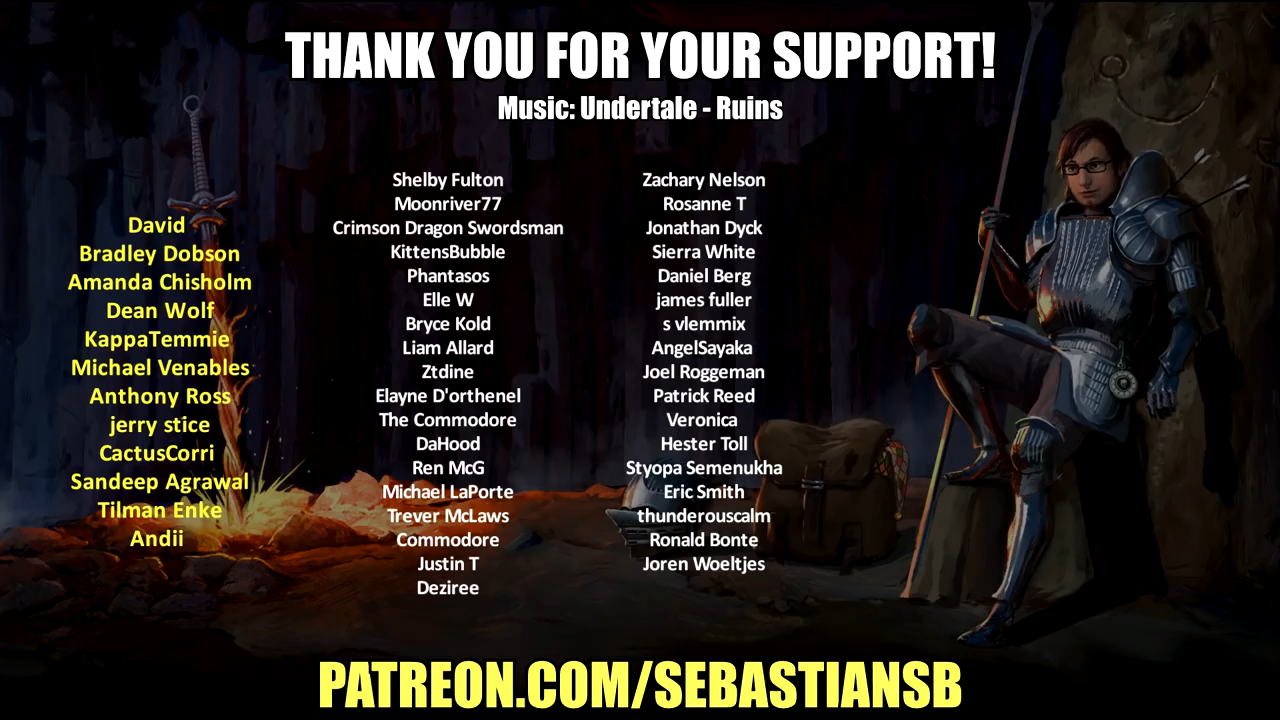 THANK YOU FOR YOUR SUPPORT!
Music: Undertale - Ruins
David
Bradley Dobson
Amanda Chisholm
Dean Wolf
KappaTemmie
Michael Venables
Anthony Ross
jerry stice
CactusCorri
Sandeep Agrawal
Tilman Enke
Andii
Shelby Fulton
Moonriver77
Crimson Dragon Swordsman
KittensBubble
Phantasos
Elle W
Bryce Kold
Liam Allard
Ztdine
Elayne D'orthenel
The Commodore
DaHood
Ren McG
Michael LaPorte
Trever McLaws
Commodore
Justin T
Deziree
Zachary Nelson
Rosanne T
Jonathan Dyck
Sierra White
Daniel Berg
james fuller
s vlemmix
AngelSayaka
Joel Roggeman
Patrick Reed
Veronica
Hester Toll
Styopa Semenukha
Eric Smith
thunderouscalm
Ronald Bonte
Joren Woeltjes
PATREON.COM/SEBASTIANSB